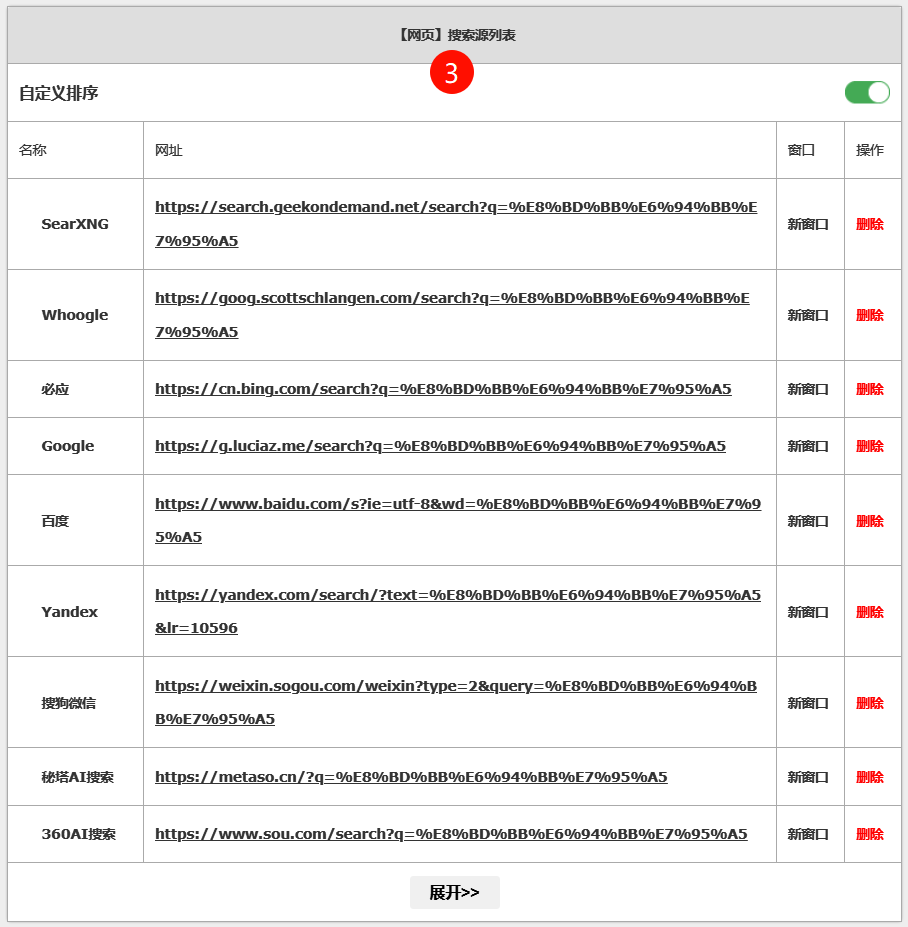 【网页】搜索源列表
3
自定义排序
名称 网址 窗口 操作
SearXNG https://search.geekondemand.net/search?q=%E8%BD%BB%E6%94%BB%E 新窗口 删除
7%95%A5
Whoogle https://goog.scottschlangen.com/search?q=%E8%BD%BB%E6%94%BB%E 新窗口 删除
7%95%A5
必应 https://cn.bing.com/search?q=%E8%BD%BB%E6%94%BB%E7%95%A5 新窗口 删除
Google https://g.luciaz.me/search?q=%E8%BD%BB%E6%94%BB%E7%95%A5 新窗口 删除
百度 https://www.baidu.com/s?ie=utf-8&wd=%E8%BD%BB%E6%94%BB%E7%9 新窗口 删除
5%A5
Yandex https://yandex.com/search/?text=%E8%BD%BB%E6%94%BB%E7%95%A5 新窗口 删除
&lr=10596
搜狗微信 https://weixin.sogou.com/weixin?type=2&query=%E8%BD%BB%E6%94%B 新窗口 删除
B%E7%95%A5
秘塔AI搜索 https://metaso.cn/?q=%E8%BD%BB%E6%94%BB%E7%95%A5 新窗口 删除
360AI搜索 https://www.sou.com/search?q=%E8%BD%BB%E6%94%BB%E7%95%A5 新窗口 删除
展开>>